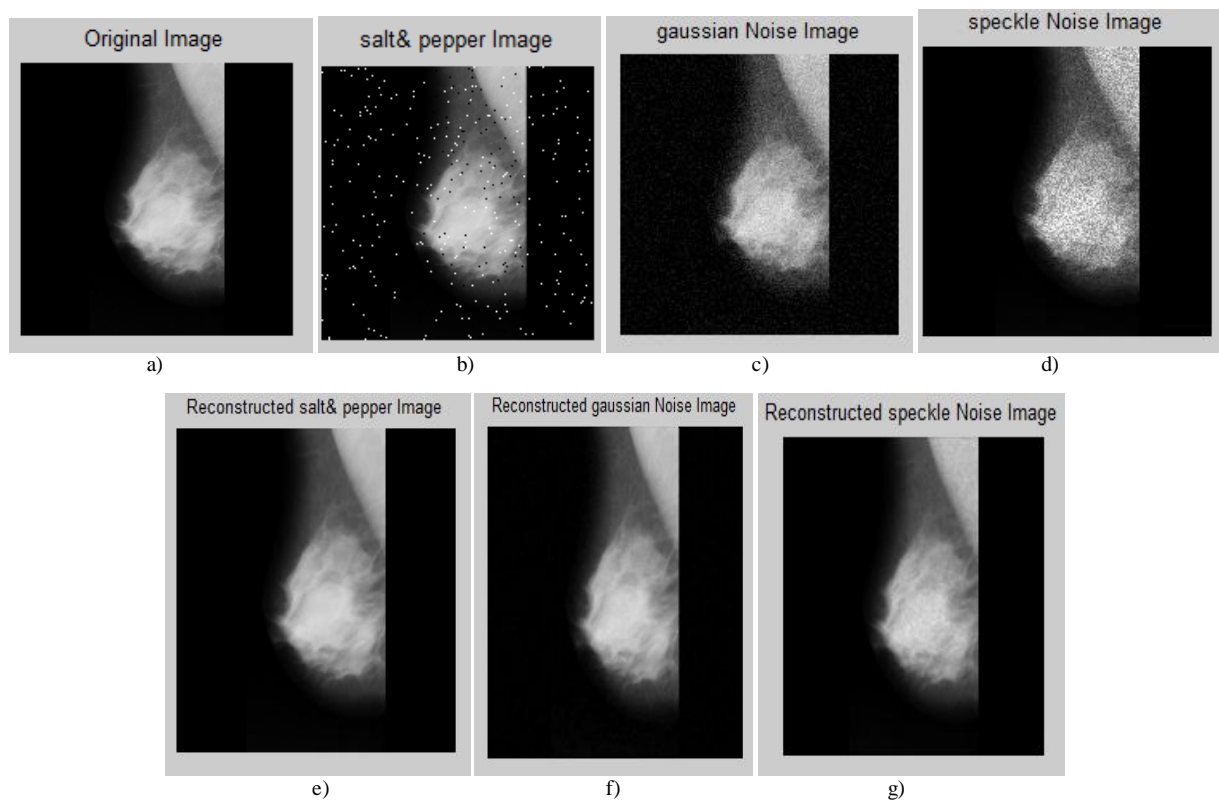 Original Image
salt& pepper Image
gaussian Noise Image
speckle Noise Image
a)
b)
c)
d)
Reconstructed salt& pepper Image
Reconstructed gaussian Noise Image
Reconstructed speckle Noise Image
e)
f)
g)